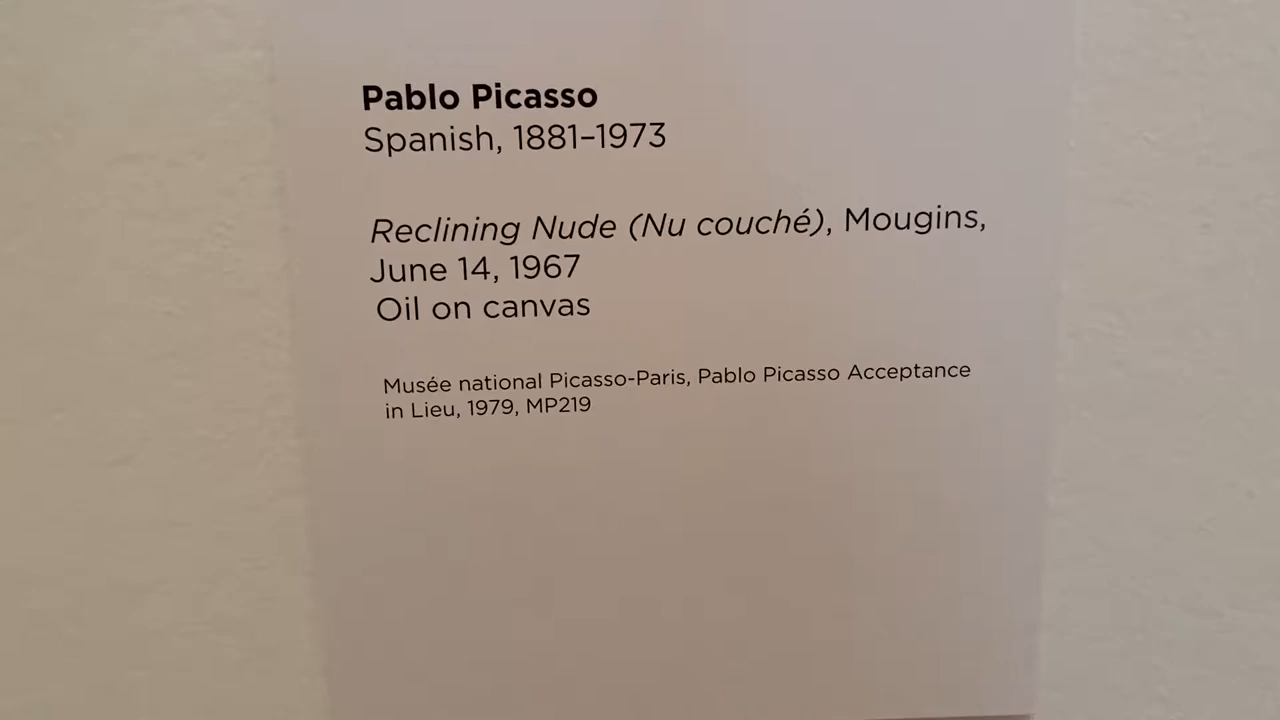 Pablo Picasso
Spanish, 1881–1973
Reclining Nude (Nu couché), Mougins,
June 14, 1967
Oil on canvas
Musée national Picasso-Paris, Pablo Picasso Acceptance
in Lieu, 1979, MP219